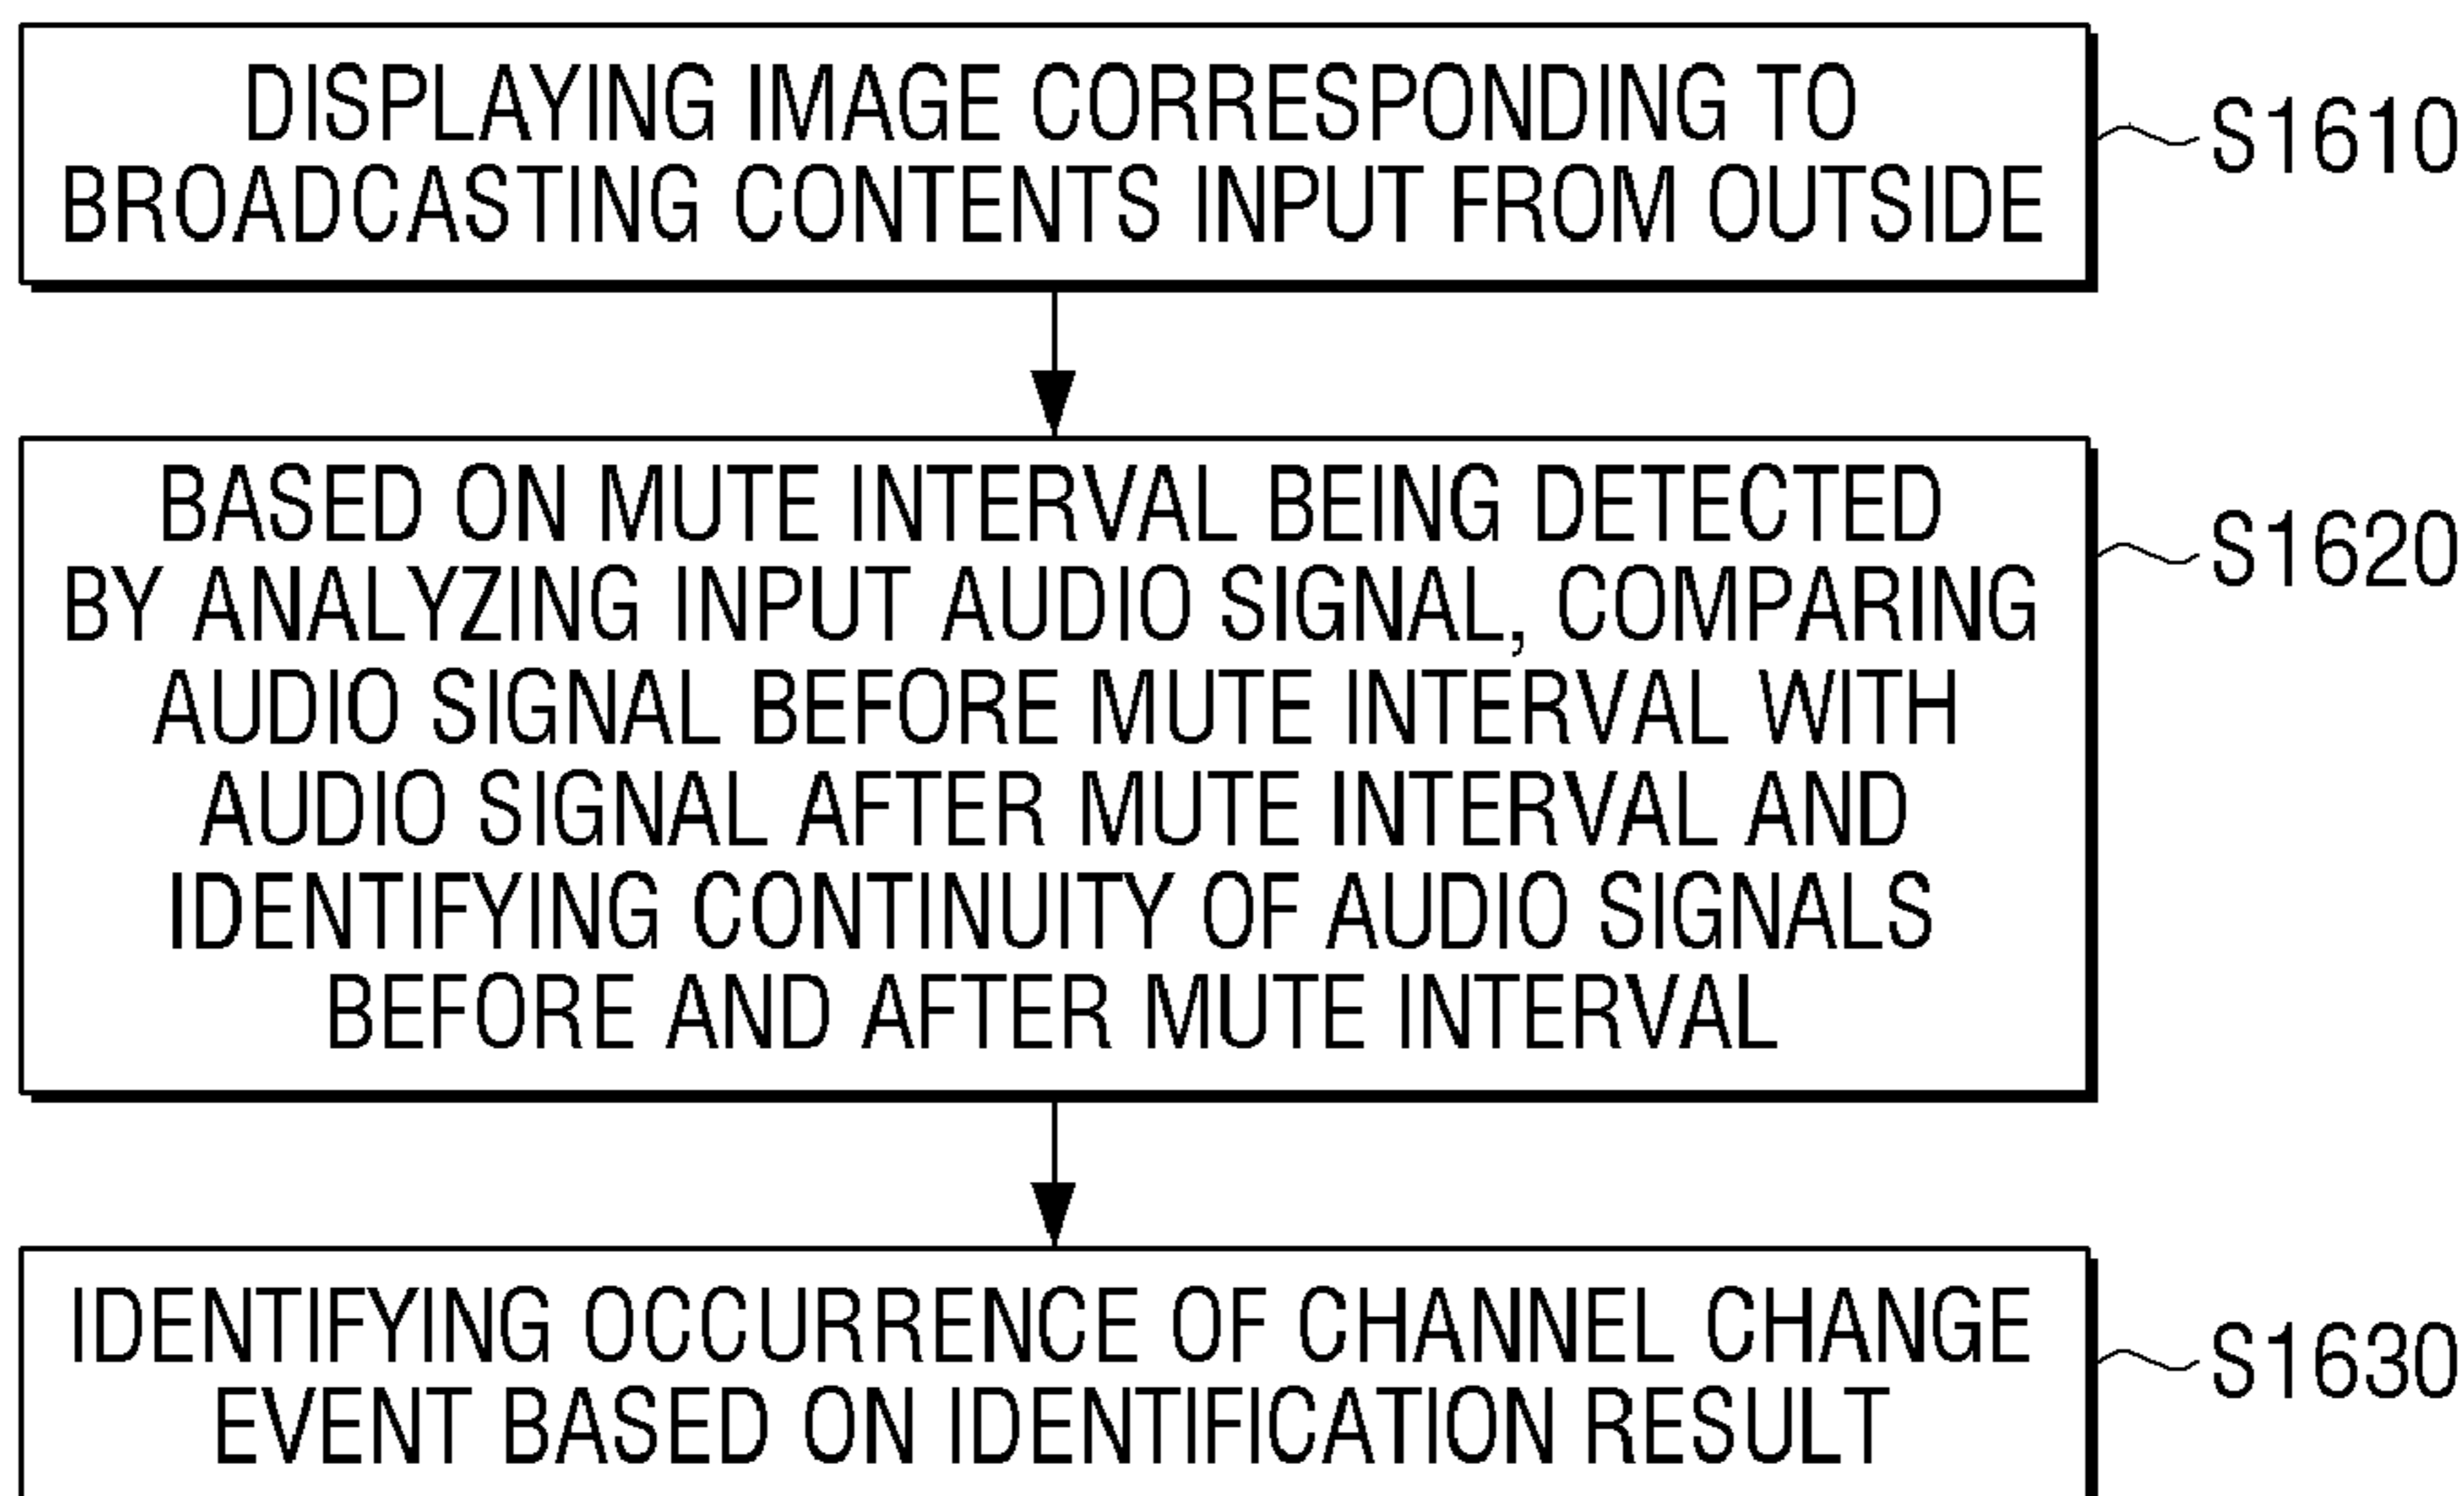 DISPLAYING IMAGE CORRESPONDING TO
BROADCASTING CONTENTS INPUT FROM OUTSIDE
S1610
BASED ON MUTE INTERVAL BEING DETECTED
BY ANALYZING INPUT AUDIO SIGNAL, COMPARING
AUDIO SIGNAL BEFORE MUTE INTERVAL WITH
AUDIO SIGNAL AFTER MUTE INTERVAL AND
IDENTIFYING CONTINUITY OF AUDIO SIGNALS
BEFORE AND AFTER MUTE INTERVAL
S1620
IDENTIFYING OCCURRENCE OF CHANNEL CHANGE
EVENT BASED ON IDENTIFICATION RESULT
S1630